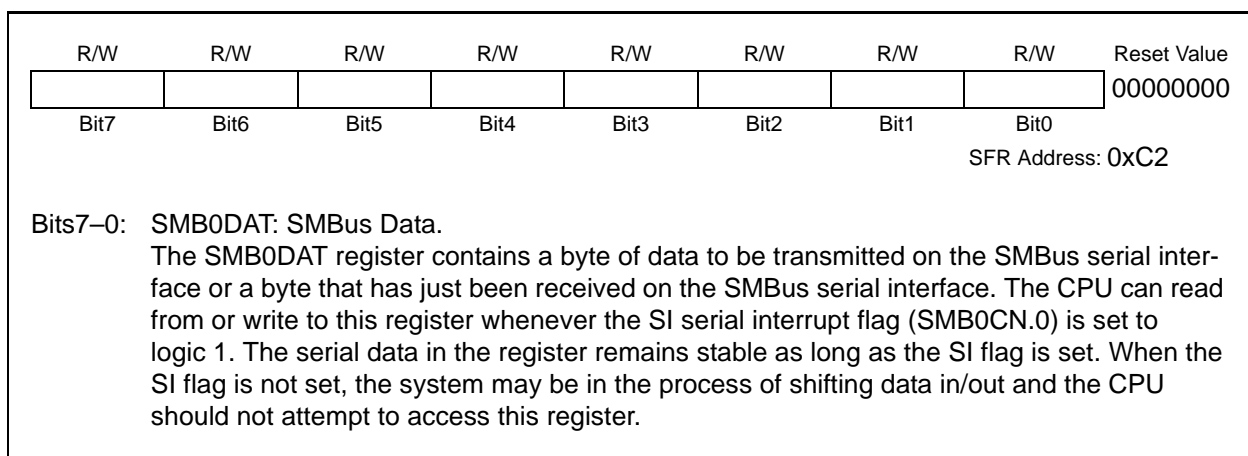 R/W R/W R/W R/W R/W R/W R/W R/W Reset Value
00000000
Bit7 Bit6 Bit5 Bit4 Bit3 Bit2 Bit1 Bit0
SFR Address: 0xC2
Bits7–0: SMB0DAT: SMBus Data.
The SMB0DAT register contains a byte of data to be transmitted on the SMBus serial inter-
face or a byte that has just been received on the SMBus serial interface. The CPU can read
from or write to this register whenever the SI serial interrupt flag (SMB0CN.0) is set to
logic 1. The serial data in the register remains stable as long as the SI flag is set. When the
SI flag is not set, the system may be in the process of shifting data in/out and the CPU
should not attempt to access this register.